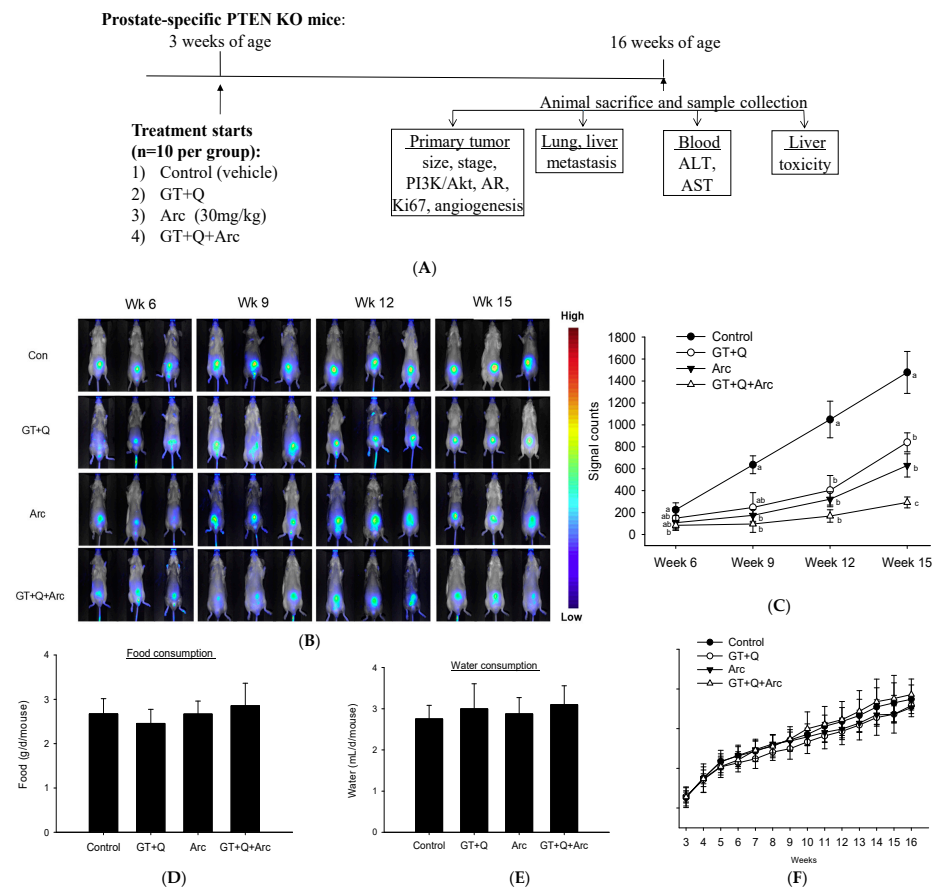 Prostate-specific PTEN KO mice:
3 weeks of age
16 weeks of age
Animal sacrifice and sample collection
Treatment starts
(n=10 per group):
1) Control (vehicle)
2) GT+Q
3) Arc (30mg/kg)
4) GT+Q+Arc
Primary tumor
size, stage,
PI3K/Akt, AR,
Ki67, angiogenesis
Lung, liver
metastasis
Blood
ALT,
AST
Liver
toxicity
(A)
Wk 6 Wk 9 Wk 12 Wk 15
Con
GT+Q
Arc
GT+Q+Arc
High
Low
(B)
Control
GT+Q
Arc
GT+Q+Arc
Signal counts
1800
1600
1400
1200
1000
800
600
400
200
0
a
ab
ab
b
a
ab
b
b
a
b
b
b
a
b
b
c
Week 6 Week 9 Week 12 Week 15
(C)
Food consumption
Food (g/d/mouse)
4
3
2
1
0
Control GT+Q Arc GT+Q+Arc
(D)
Water consumption
Water (mL/d/mouse)
4
3
2
1
0
Control GT+Q Arc GT+Q+Arc
(E)
Control
GT+Q
Arc
GT+Q+Arc
3 4 5 6 7 8 9 10 11 12 13 14 15 16
Weeks
(F)